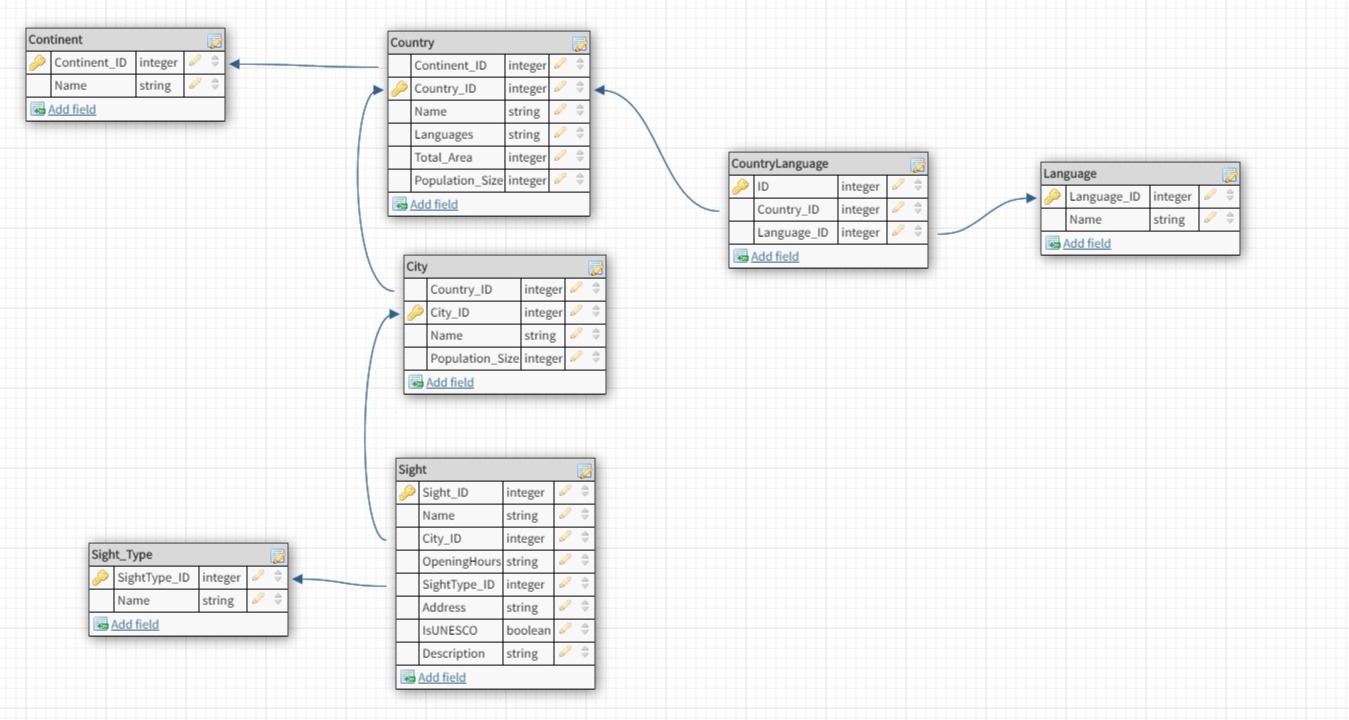 Continent
Continent_ID integer
Name string
Add field
Country
Continent_ID integer
Country_ID integer
Name string
Languages string
Total_Area integer
Population_Size integer
Add field
CountryLanguage
ID integer
Country_ID integer
Language_ID integer
Add field
Language
Language_ID integer
Name string
Add field
City
Country_ID integer
City_ID integer
Name string
Population_Size integer
Add field
Sight
Sight_ID integer
Name string
City_ID integer
OpeningHours string
SightType_ID integer
Address string
IsUNESCO boolean
Description string
Add field
Sight_Type
SightType_ID integer
Name string
Add field